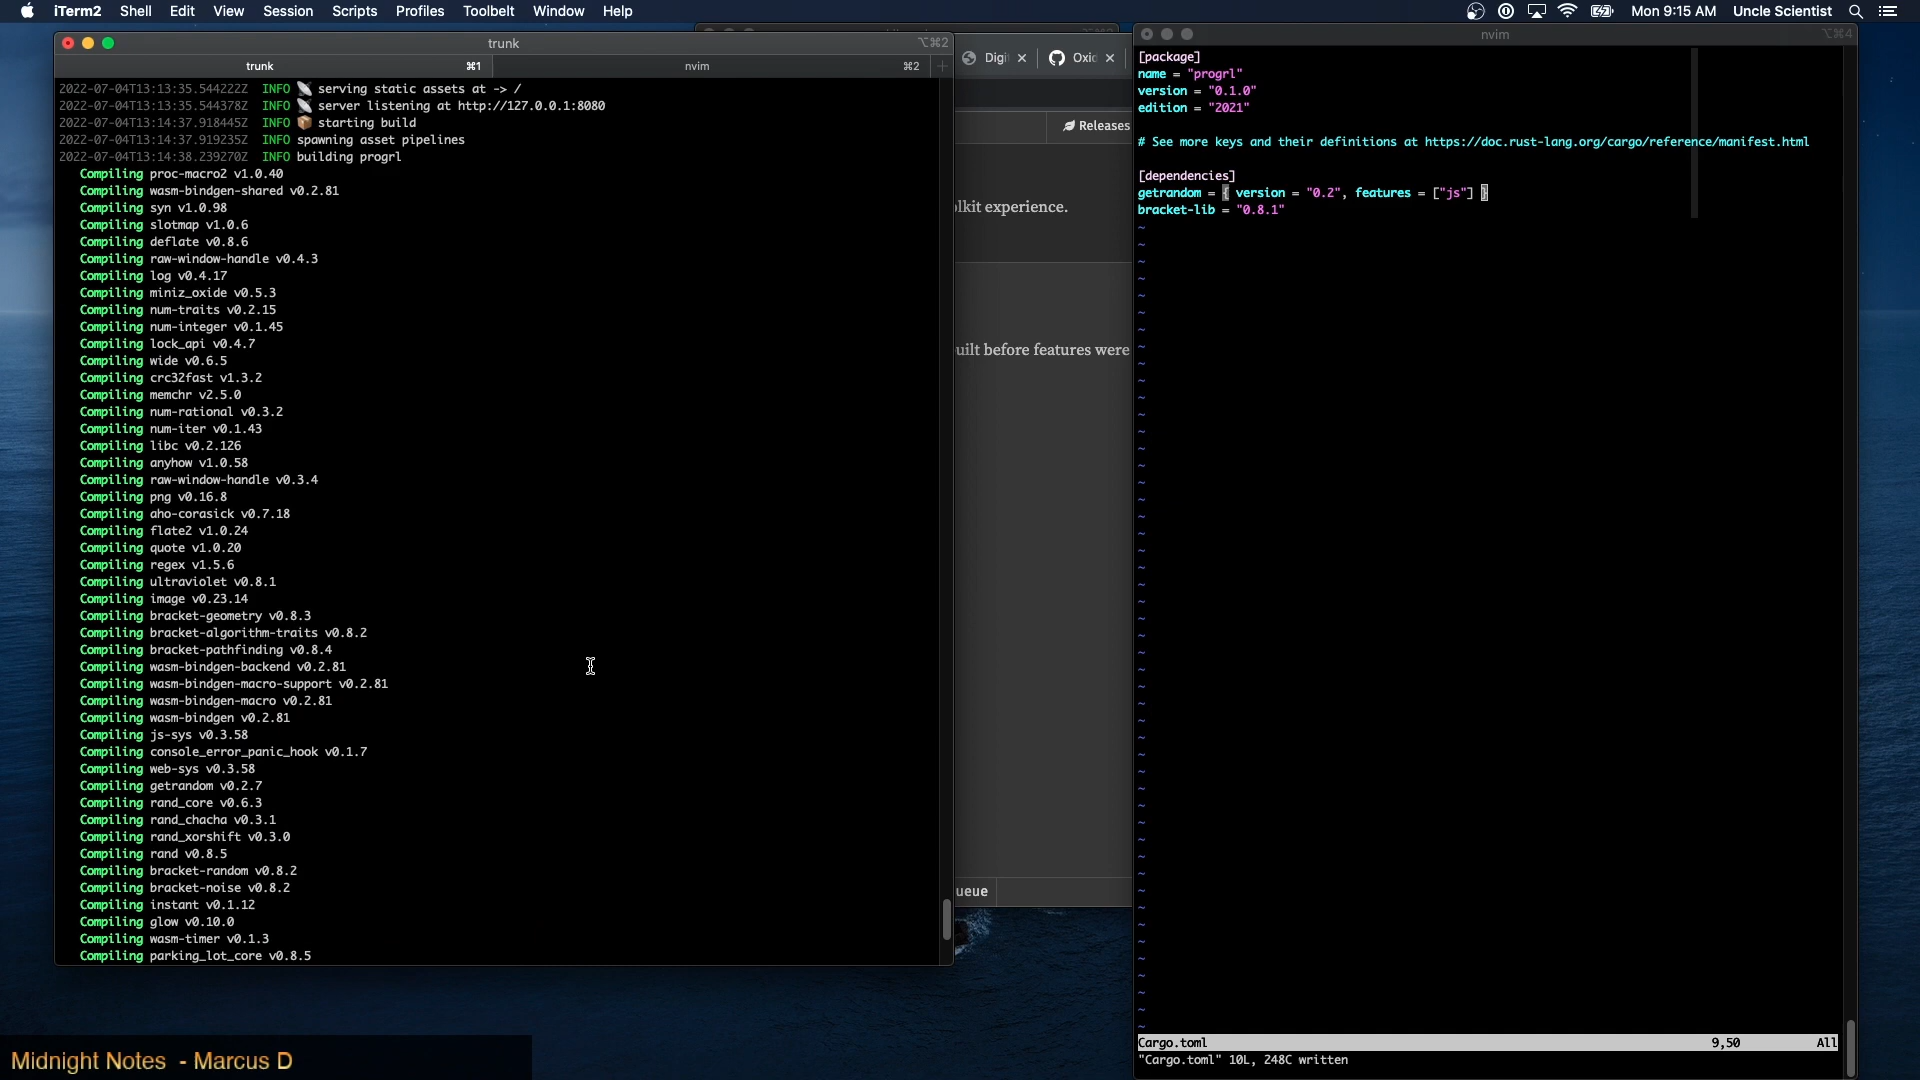 iTerm2 Shell Edit View Session Scripts Profiles Toolbelt Window Help Mon 9:15 AM Uncle Scientist
trunk ⌥⌘2
trunk ⌘1 nvim ⌘2 +
2022-07-04T13:13:35.544222Z INFO 📡 serving static assets at -> /
2022-07-04T13:13:35.544378Z INFO 📡 server listening at http://127.0.0.1:8080
2022-07-04T13:14:37.918445Z INFO 📦 starting build
2022-07-04T13:14:37.919235Z INFO spawning asset pipelines
2022-07-04T13:14:38.239270Z INFO building progrl
Compiling proc-macro2 v1.0.40
Compiling wasm-bindgen-shared v0.2.81
Compiling syn v1.0.98
Compiling slotmap v1.0.6
Compiling deflate v0.8.6
Compiling raw-window-handle v0.4.3
Compiling log v0.4.17
Compiling miniz_oxide v0.5.3
Compiling num-traits v0.2.15
Compiling num-integer v0.1.45
Compiling lock_api v0.4.7
Compiling wide v0.6.5
Compiling crc32fast v1.3.2
Compiling memchr v2.5.0
Compiling num-rational v0.3.2
Compiling num-iter v0.1.43
Compiling libc v0.2.126
Compiling anyhow v1.0.58
Compiling raw-window-handle v0.3.4
Compiling png v0.16.8
Compiling aho-corasick v0.7.18
Compiling flate2 v1.0.24
Compiling quote v1.0.20
Compiling regex v1.5.6
Compiling ultraviolet v0.8.1
Compiling image v0.23.14
Compiling bracket-geometry v0.8.3
Compiling bracket-algorithm-traits v0.8.2
Compiling bracket-pathfinding v0.8.4
Compiling wasm-bindgen-backend v0.2.81
Compiling wasm-bindgen-macro-support v0.2.81
Compiling wasm-bindgen-macro v0.2.81
Compiling wasm-bindgen v0.2.81
Compiling js-sys v0.3.58
Compiling console_error_panic_hook v0.1.7
Compiling web-sys v0.3.58
Compiling getrandom v0.2.7
Compiling rand_core v0.6.3
Compiling rand_chacha v0.3.1
Compiling rand_xorshift v0.3.0
Compiling rand v0.8.5
Compiling bracket-random v0.8.2
Compiling bracket-noise v0.8.2
Compiling instant v0.1.12
Compiling glow v0.10.0
Compiling wasm-timer v0.1.3
Compiling parking_lot_core v0.8.5
Digi × Oxid ×
Releases
lkit experience.
uilt before features were
ueue
nvim ⌥⌘4
[package]
name = "progrl"
version = "0.1.0"
edition = "2021"
# See more keys and their definitions at https://doc.rust-lang.org/cargo/reference/manifest.html
[dependencies]
getrandom = { version = "0.2", features = ["js"] }
bracket-lib = "0.8.1"
Cargo.toml 9,50 All
"Cargo.toml" 10L, 248C written
Midnight Notes - Marcus D